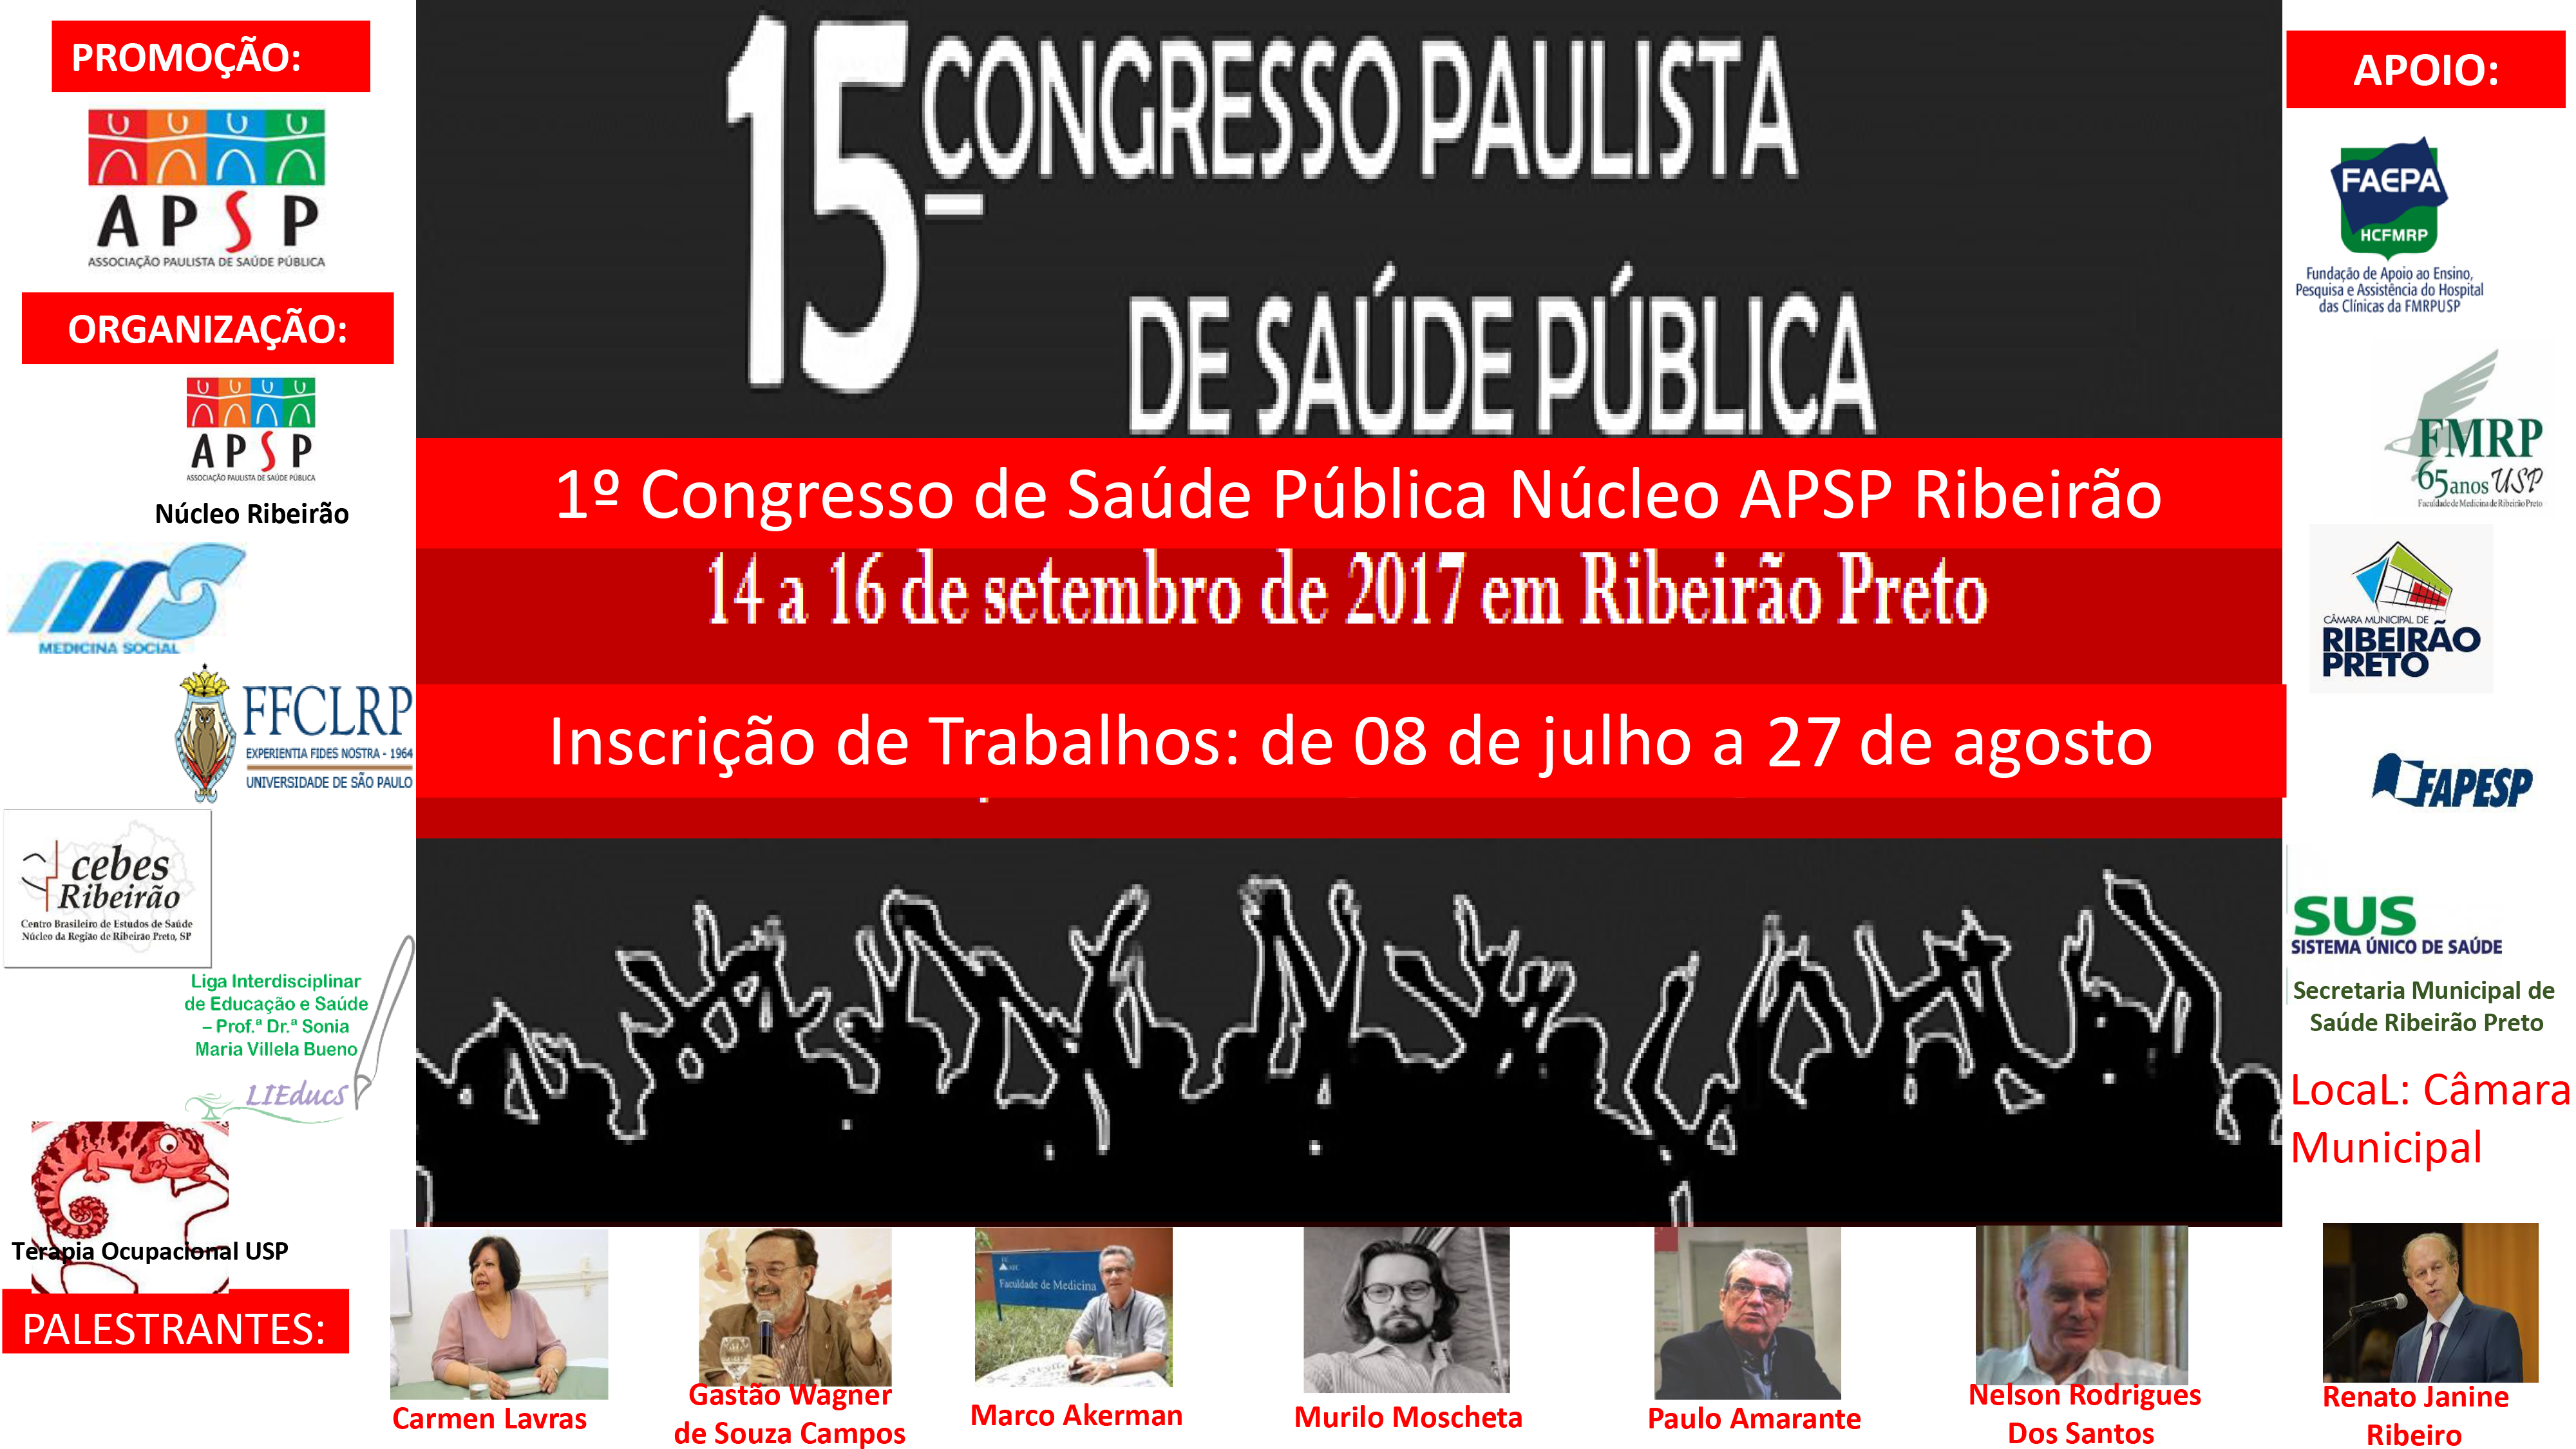 PROMOÇÃO:
APSP
ASSOCIAÇÃO PAULISTA DE SAÚDE PÚBLICA
ORGANIZAÇÃO:
APSP
ASSOCIAÇÃO PAULISTA DE SAÚDE PÚBLICA
Núcleo Ribeirão
MEDICINA SOCIAL
FFCLRP
EXPERIENTIA FIDES NOSTRA - 1964
UNIVERSIDADE DE SÃO PAULO
cebes
Ribeirão
Centro Brasileiro de Estudos de Saúde
Núcleo da Região de Ribeirão Preto, SP
Liga Interdisciplinar
de Educação e Saúde
– Prof.ª Dr.ª Sonia
Maria Villela Bueno
LIEducS
Terapia Ocupacional USP
15º CONGRESSO PAULISTA
DE SAÚDE PÚBLICA
1º Congresso de Saúde Pública Núcleo APSP Ribeirão
14 a 16 de setembro de 2017 em Ribeirão Preto
Inscrição de Trabalhos: de 08 de julho a 27 de agosto
APOIO:
FAEPA
HCFMRP
Fundação de Apoio ao Ensino,
Pesquisa e Assistência do Hospital
das Clínicas da FMRPUSP
FMRP
65anos USP
Faculdade de Medicina de Ribeirão Preto
CÂMARA MUNICIPAL DE
RIBEIRÃO
PRETO
FAPESP
SUS
SISTEMA ÚNICO DE SAÚDE
Secretaria Municipal de
Saúde Ribeirão Preto
LocaL: Câmara
Municipal
PALESTRANTES:
Faculdade de Medicina
Carmen Lavras
Gastão Wagner
de Souza Campos
Marco Akerman
Murilo Moscheta
Paulo Amarante
Nelson Rodrigues
Dos Santos
Renato Janine
Ribeiro